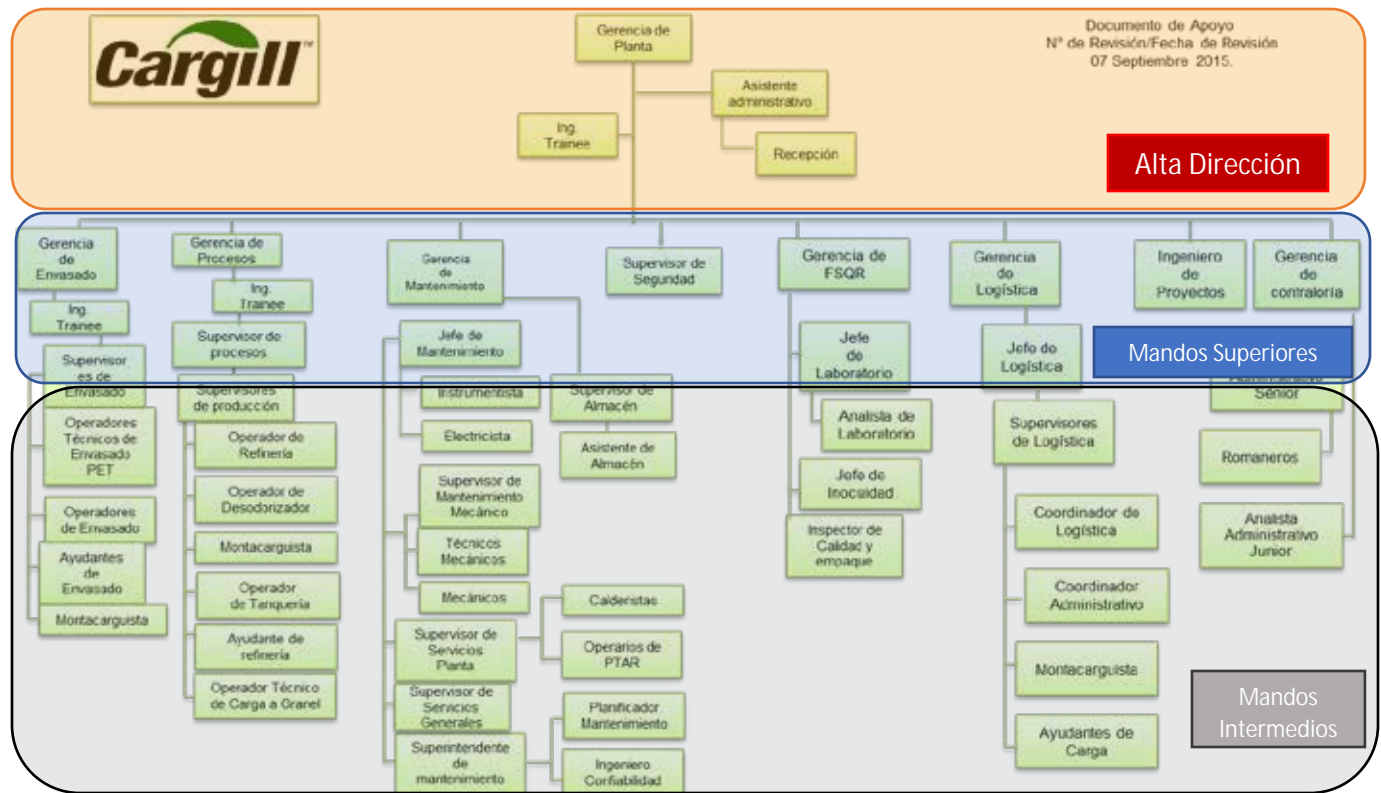 Cargill™
Gerencia de
Planta
Documento de Apoyo
N° de Revisión/Fecha de Revisión
07 Septiembre 2015.
Asistente
administrativo
Ing.
Trainee
Recepción
Alta Dirección
Gerencia
de
Envasado
Ing.
Trainee
Supervisor
es de
Envasado
Operadores
Técnicos de
Envasado
PET
Operadores
de Envasado
Ayudantes
de
Envasado
Montacarguista
Gerencia de
Procesos
Ing.
Trainee
Supervisor de
procesos
Supervisores
de producción
Operador de
Refinería
Operador de
Desodorizador
Montacarguista
Operador
de Tanquería
Ayudante de
refinería
Operador Técnico
de Carga a Granel
Gerencia
de
Mantenimiento
Jefe de
Mantenimiento
Instrumentista
Electricista
Supervisor de
Mantenimiento
Mecánico
Técnicos
Mecánicos
Mecánicos
Supervisor de
Servicios
Planta
Calderistas
Operarios de
PTAR
Supervisor de
Servicios
Generales
Superintendente
de
mantenimiento
Planificador
Mantenimiento
Ingeniero
Confiabilidad
Supervisor de
Almacén
Asistente de
Almacén
Supervisor de
Seguridad
Gerencia de
FSQR
Jefe
de
Laboratorio
Analista de
Laboratorio
Jefe de
Inocuidad
Inspector de
Calidad y
empaque
Gerencia
de
Logística
Jefe de
Logística
Supervisores
de Logística
Coordinador de
Logística
Coordinador
Administrativo
Montacarguista
Ayudantes de
Carga
Ingeniero
de
Proyectos
Gerencia
de
contraloría
Mandos Superiores
Administrativo
Senior
Romaneros
Analista
Administrativo
Junior
Mandos
Intermedios